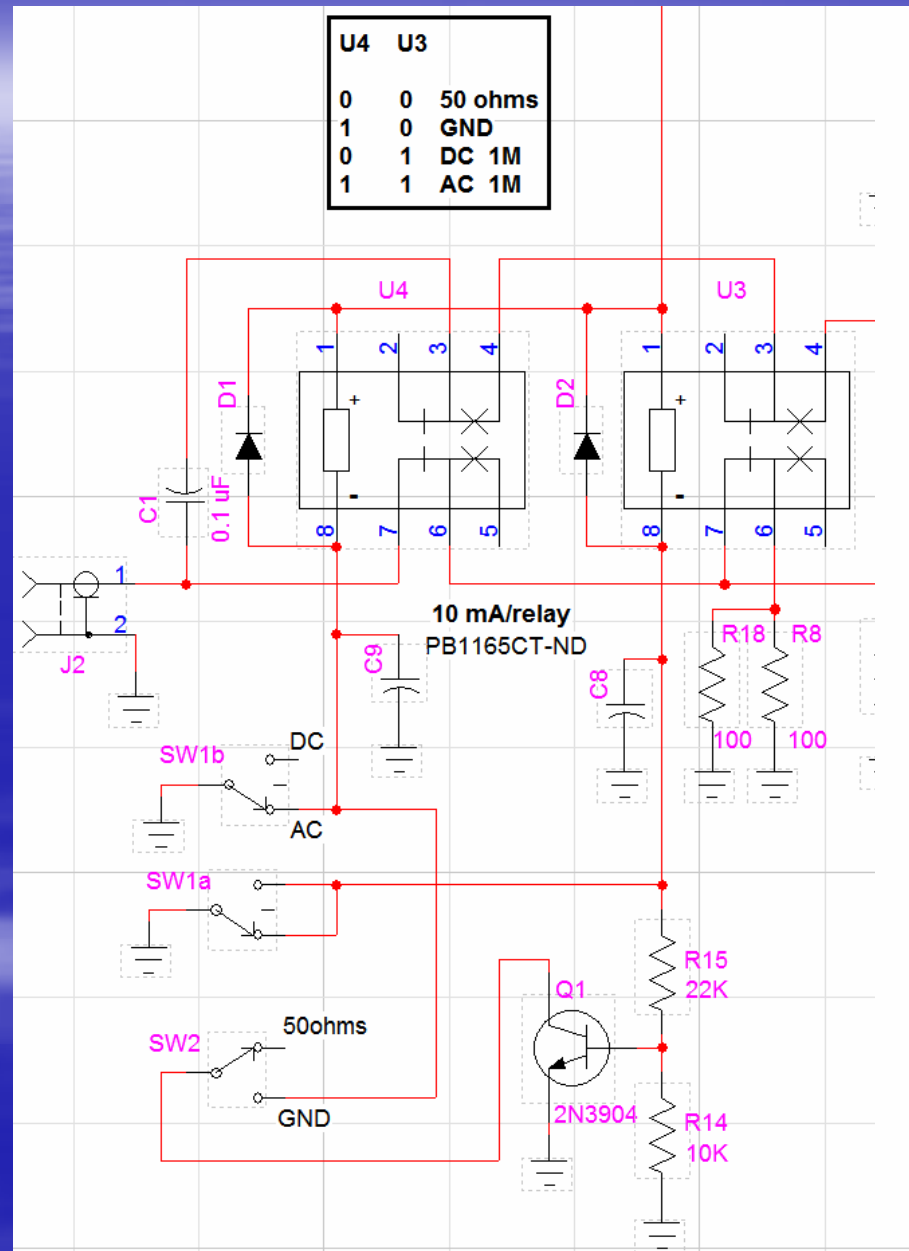 U4 U3
0 0 50 ohms
1 0 GND
0 1 DC 1M
1 1 AC 1M
U4
U3
1 2 3 4
1 2 3 4
D1
D2
+
+
-
-
C1
0.1 uF
8 7 6 5
8 7 6 5
1
2
J2
10 mA/relay
PB1165CT-ND
R18 R8
C9
C8
100 100
DC
SW1b
AC
SW1a
R15
22K
Q1
50ohms
SW2
GND
2N3904
R14
10K